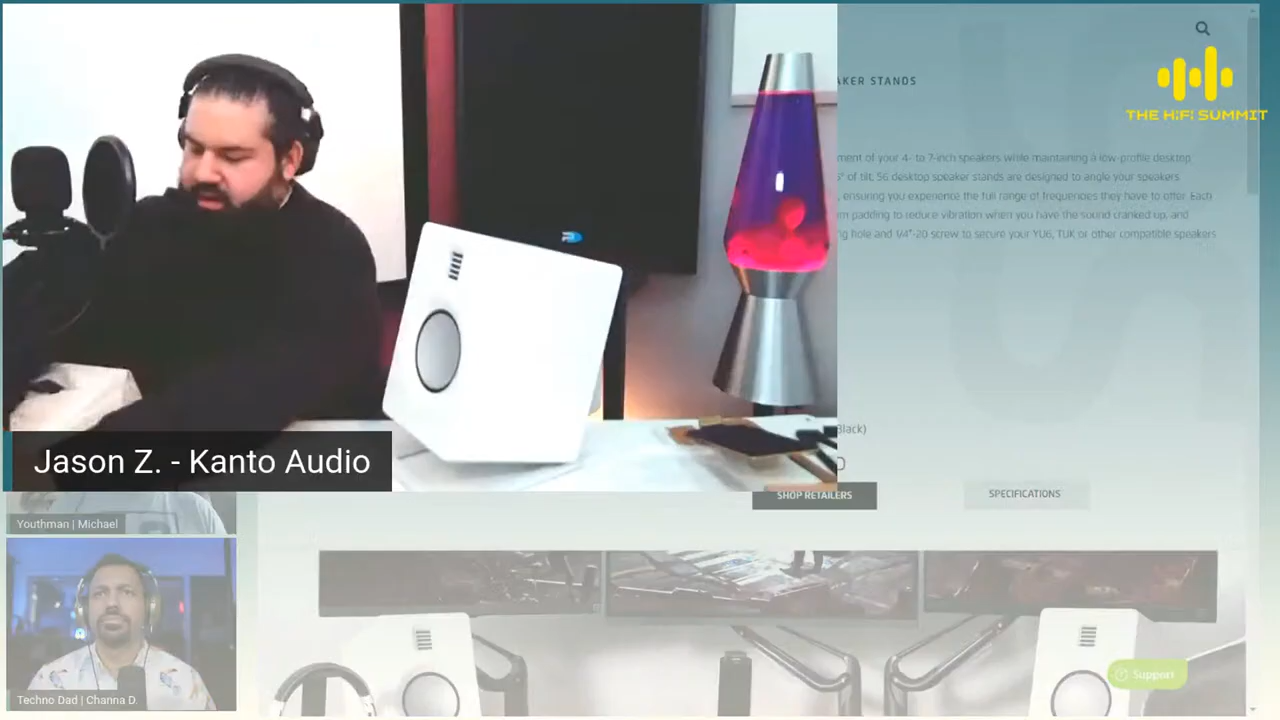 AKER STANDS
THE HiFi SUMMIT
ment of your 4- to 7-inch speakers while maintaining a low-profile desktop
5° of tilt, S6 desktop speaker stands are designed to angle your speakers
, ensuring you experience the full range of frequencies they have to offer. Each
m padding to reduce vibration when you have the sound cranked up, and
ng hole and 1/4"-20 screw to secure your YU6, TUK or other compatible speakers
Black)
Jason Z. - Kanto Audio
SHOP RETAILERS
SPECIFICATIONS
Youthman | Michael
Support
Techno Dad | Channa D.